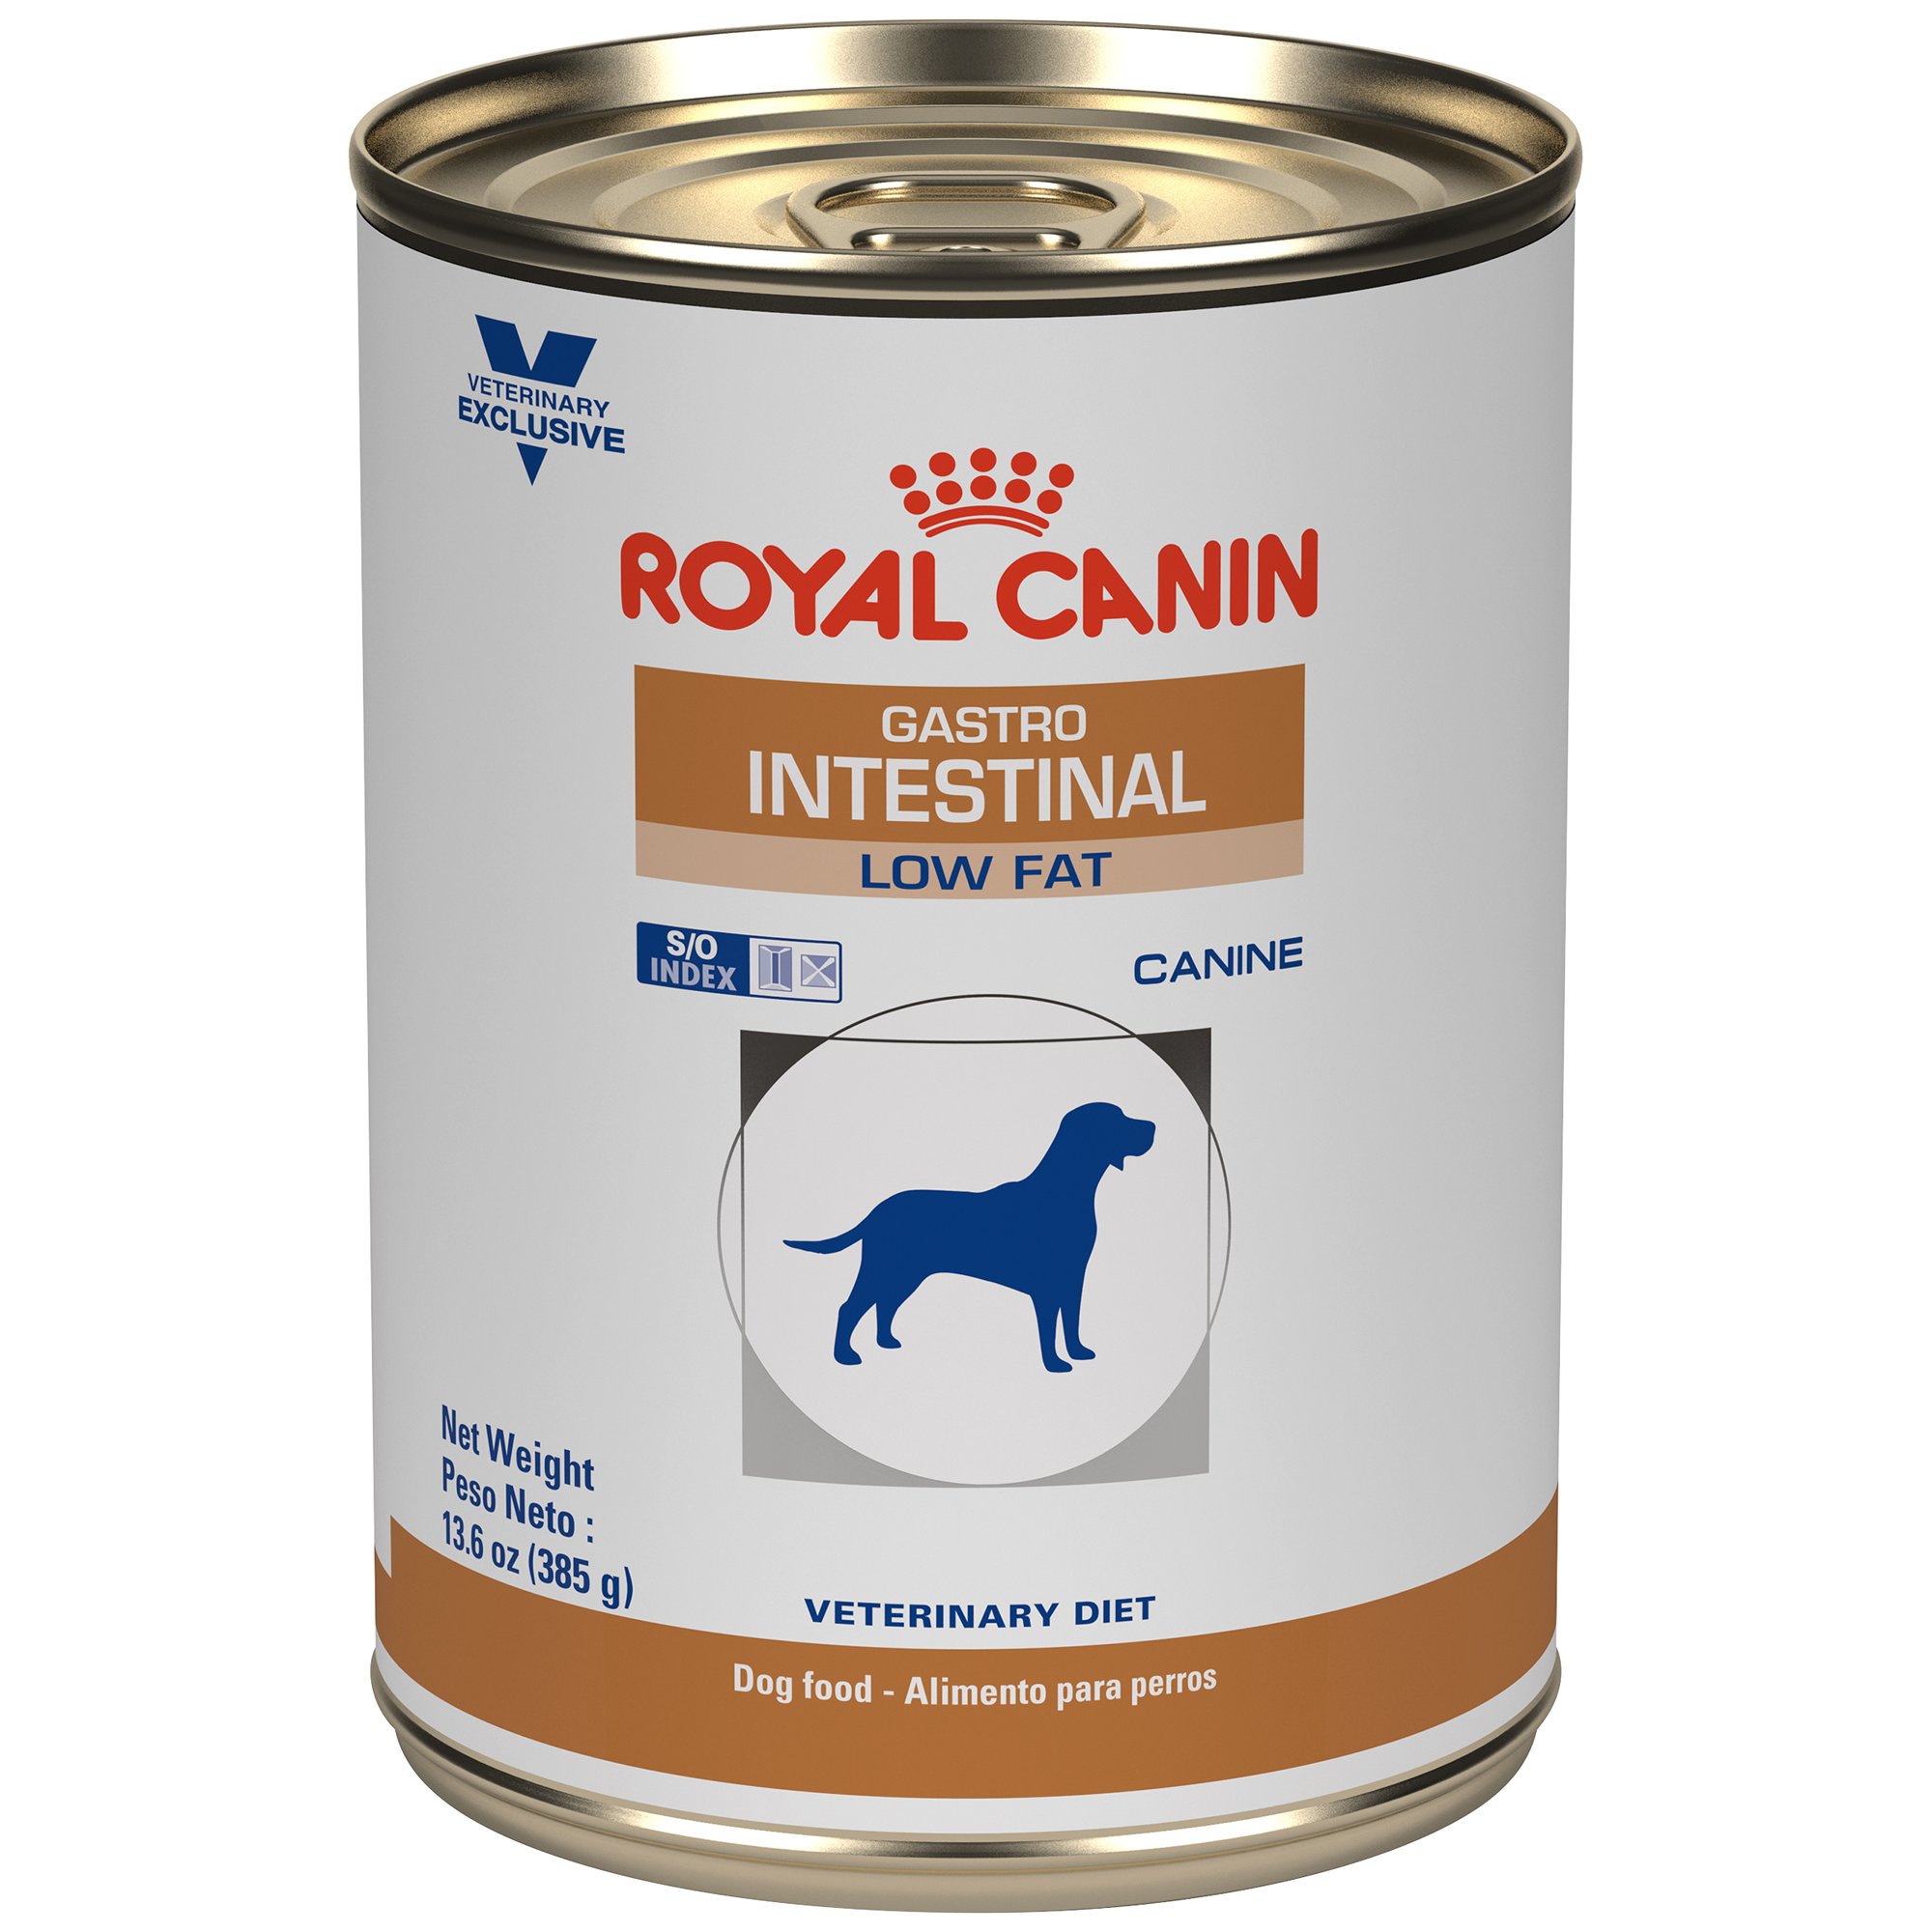 VETERINARY
EXCLUSIVE
ROYAL CANIN
GASTRO
INTESTINAL
LOW FAT
S/O
INDEX
CANINE
Net Weight
Peso Neto :
13.6 oz (385 g)
VETERINARY DIET
Dog food - Alimento para perros